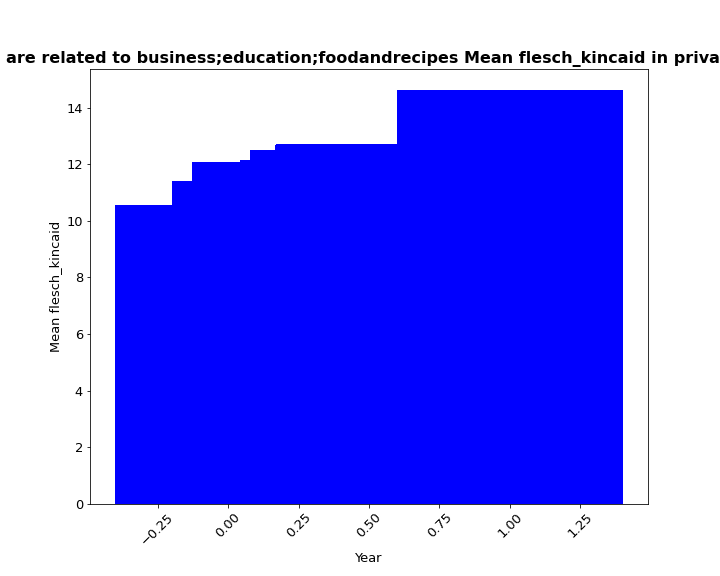 are related to business;education;foodandrecipes Mean flesch_kincaid in priva
14
12
10
8
6
4
2
0
Mean flesch_kincaid
−0.25 0.00 0.25 0.50 0.75 1.00 1.25
Year